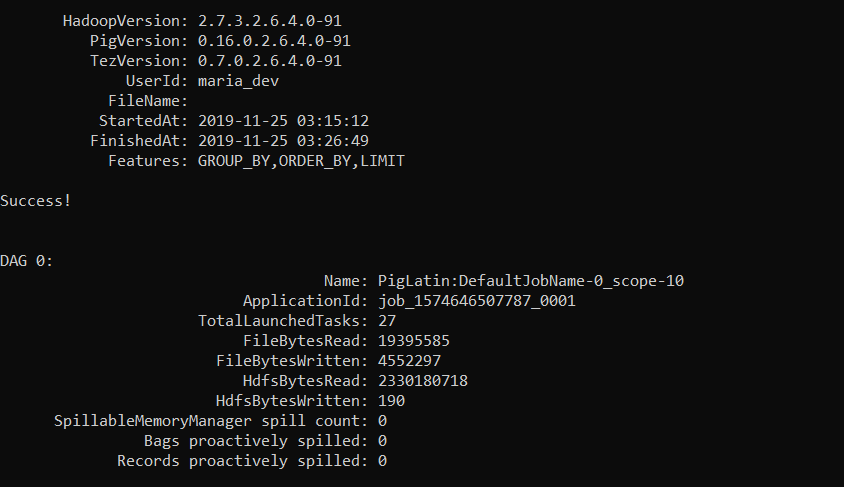 HadoopVersion: 2.7.3.2.6.4.0-91
PigVersion: 0.16.0.2.6.4.0-91
TezVersion: 0.7.0.2.6.4.0-91
UserId: maria_dev
FileName:
StartedAt: 2019-11-25 03:15:12
FinishedAt: 2019-11-25 03:26:49
Features: GROUP_BY,ORDER_BY,LIMIT
Success!
DAG 0:
Name: PigLatin:DefaultJobName-0_scope-10
ApplicationId: job_1574646507787_0001
TotalLaunchedTasks: 27
FileBytesRead: 19395585
FileBytesWritten: 4552297
HdfsBytesRead: 2330180718
HdfsBytesWritten: 190
SpillableMemoryManager spill count: 0
Bags proactively spilled: 0
Records proactively spilled: 0